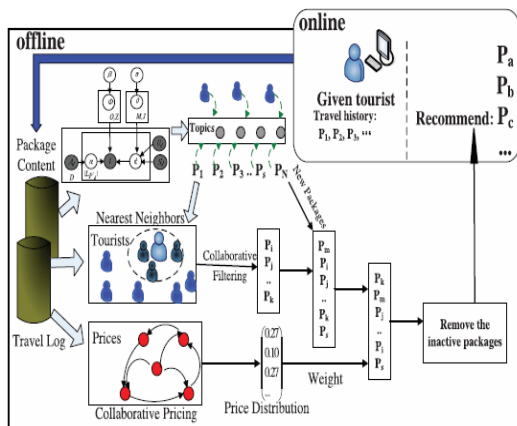 offline
online
Given tourist
Travel history:
P1, P2, P3, ...
Recommend:
Pa
Pb
Pc
...
Package
Content
Topics
P1 P2 P3 .. Ps PN
New Packages
Nearest Neighbors
Tourists
Collaborative
Filtering
Pi
Pj
..
Pk
Pm
Pi
Pj
..
Pk
Ps
Pk
Pm
Pj
..
Pi
Ps
Remove the
inactive packages
Travel Log
Prices
Collaborative Pricing
0.27
0.10
0.27
...
Price Distribution
Weight